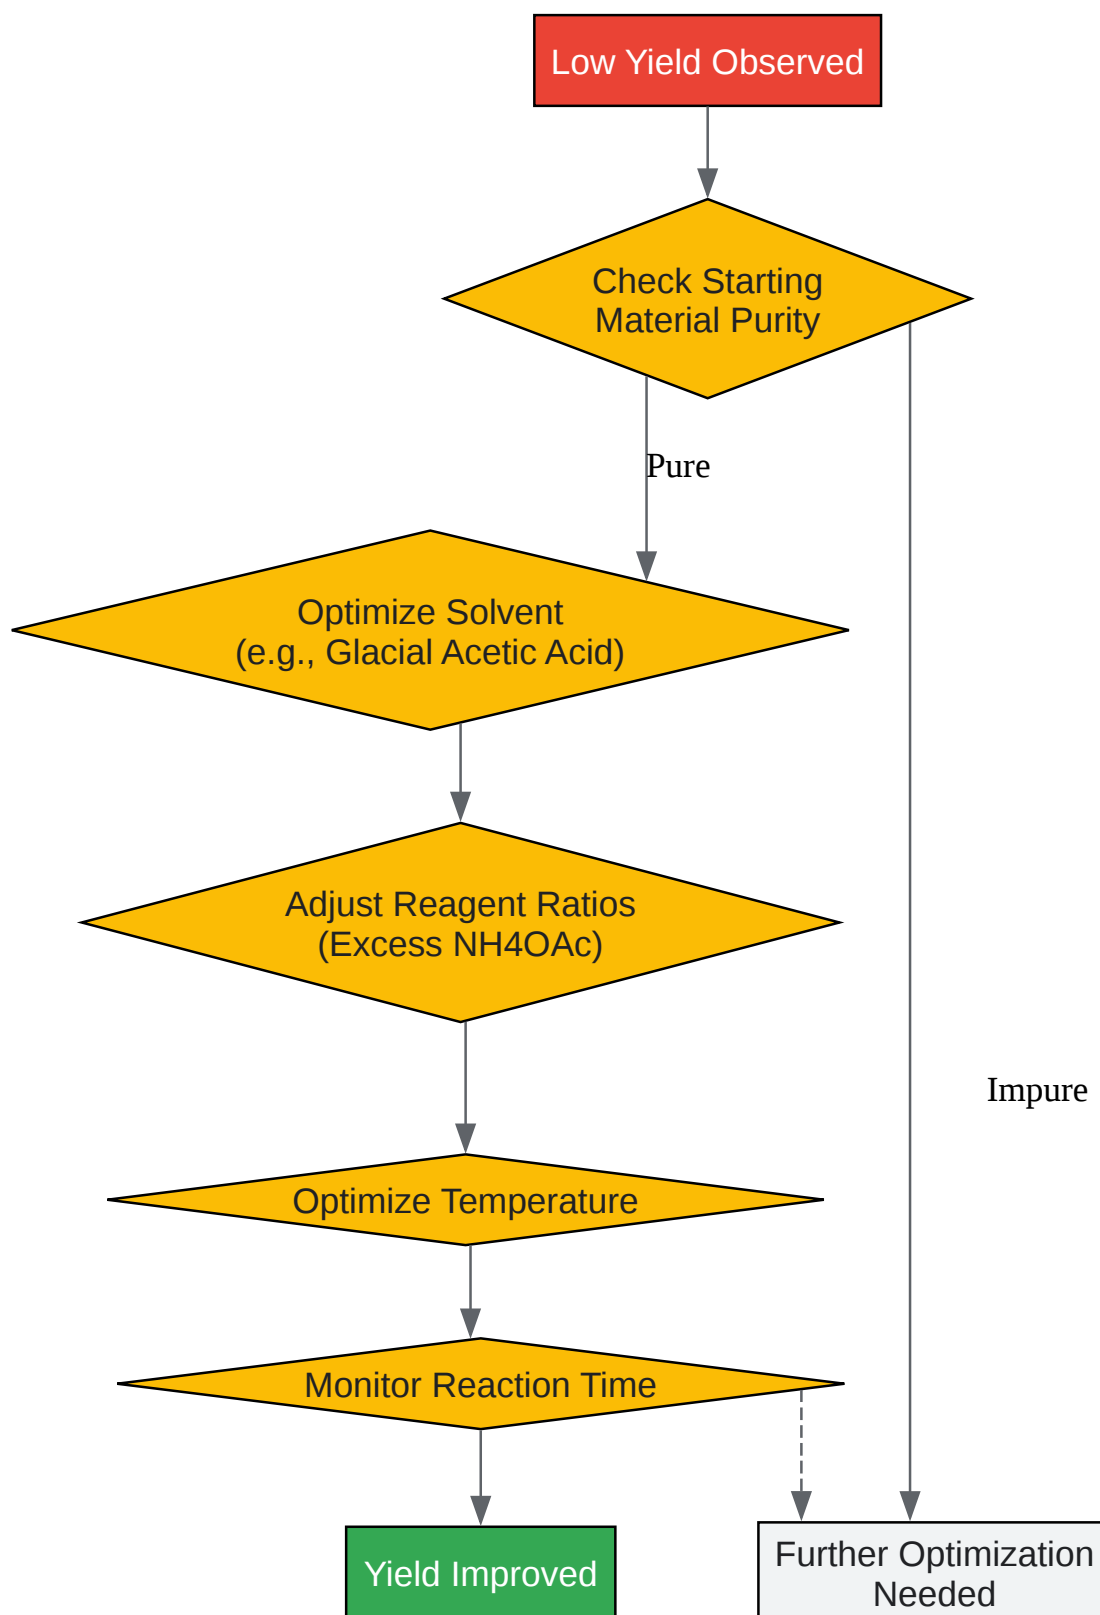 Low Yield Observed
Check Starting
Material Purity
Pure
Optimize Solvent
(e.g., Glacial Acetic Acid)
Adjust Reagent Ratios
(Excess NH4OAc)
Impure
Optimize Temperature
Monitor Reaction Time
Yield Improved
Further Optimization
Needed